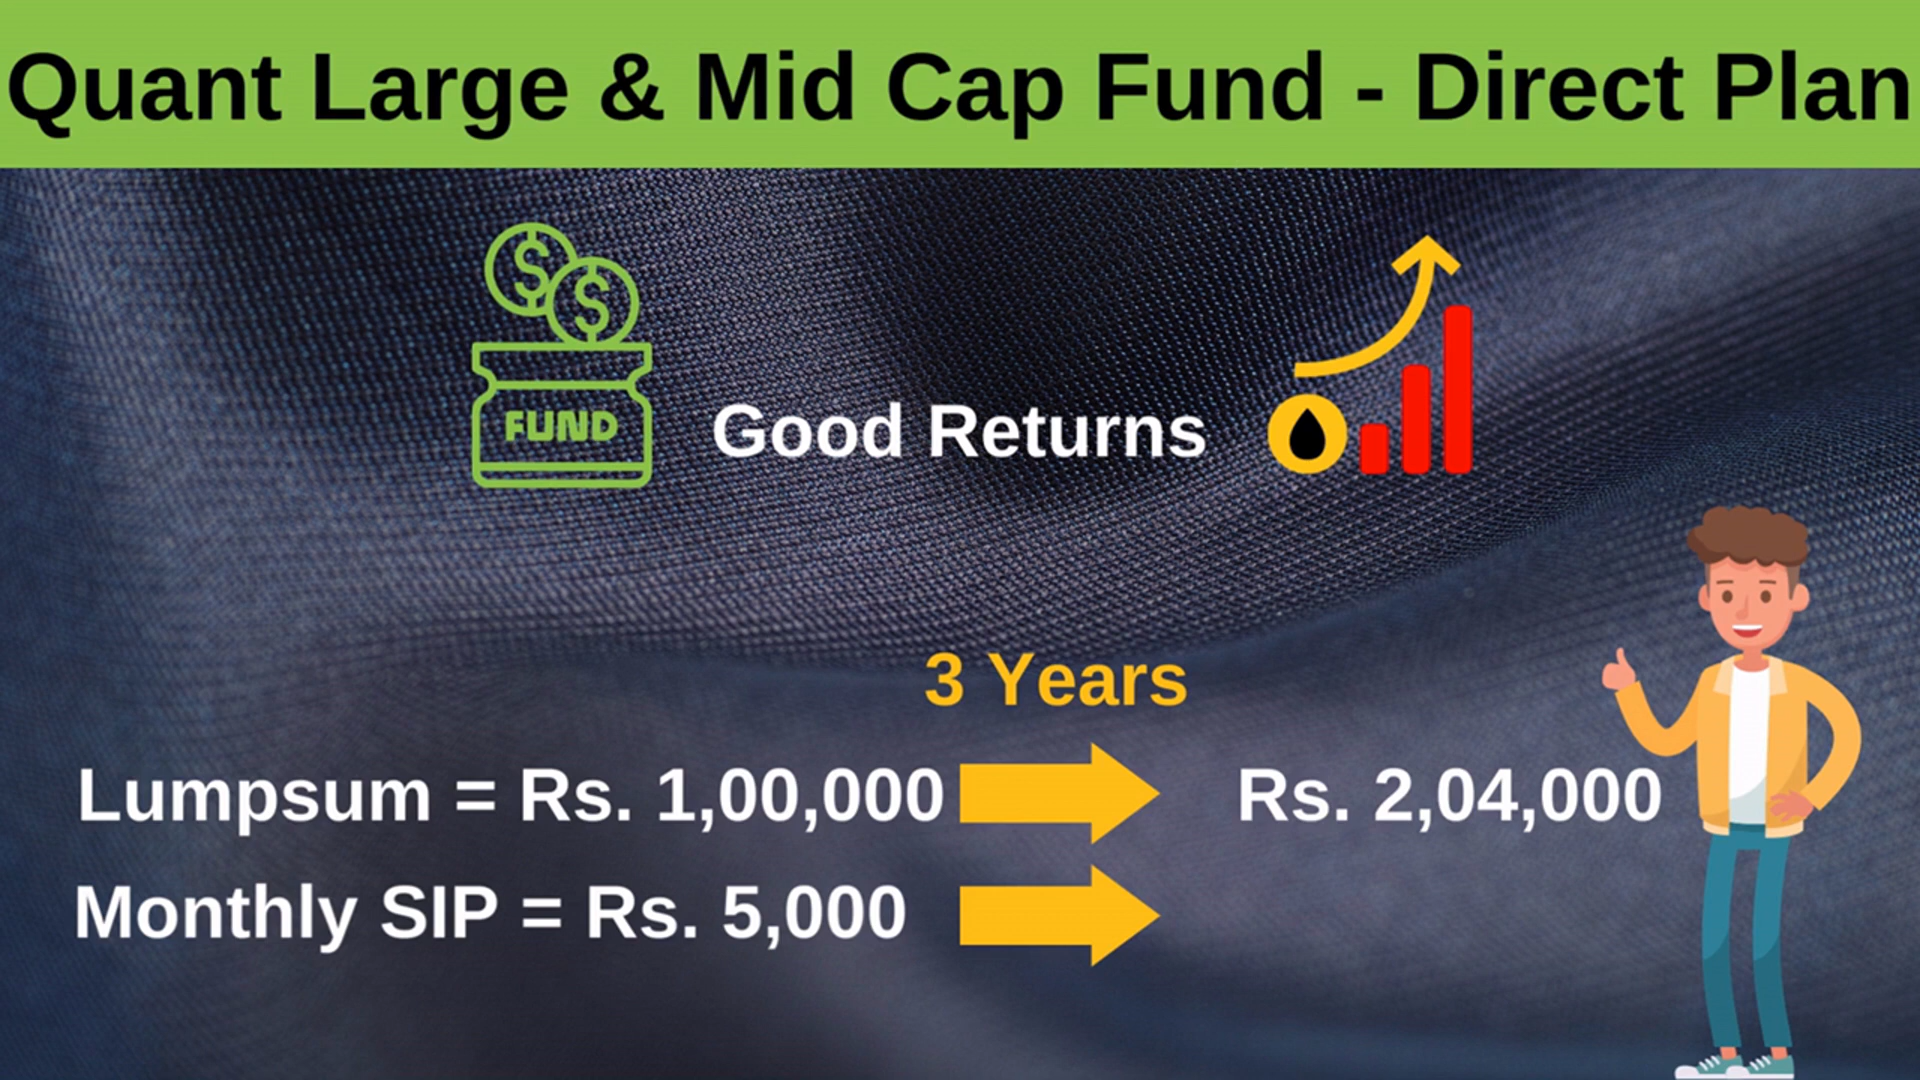 Quant Large & Mid Cap Fund - Direct Plan
$
$
FUND
Good Returns
3 Years
Lumpsum = Rs. 1,00,000 Rs. 2,04,000
Monthly SIP = Rs. 5,000